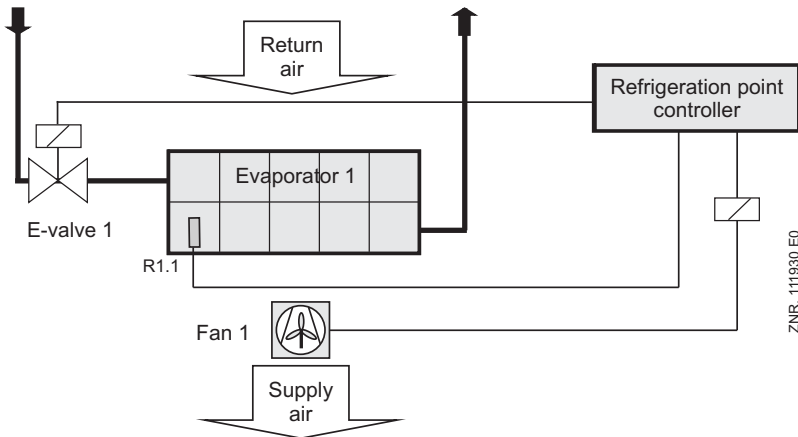 Return
air
Refrigeration point
controller
Evaporator 1
E-valve 1
R1.1
Fan 1
Supply
air
ZNR. 111930 E0